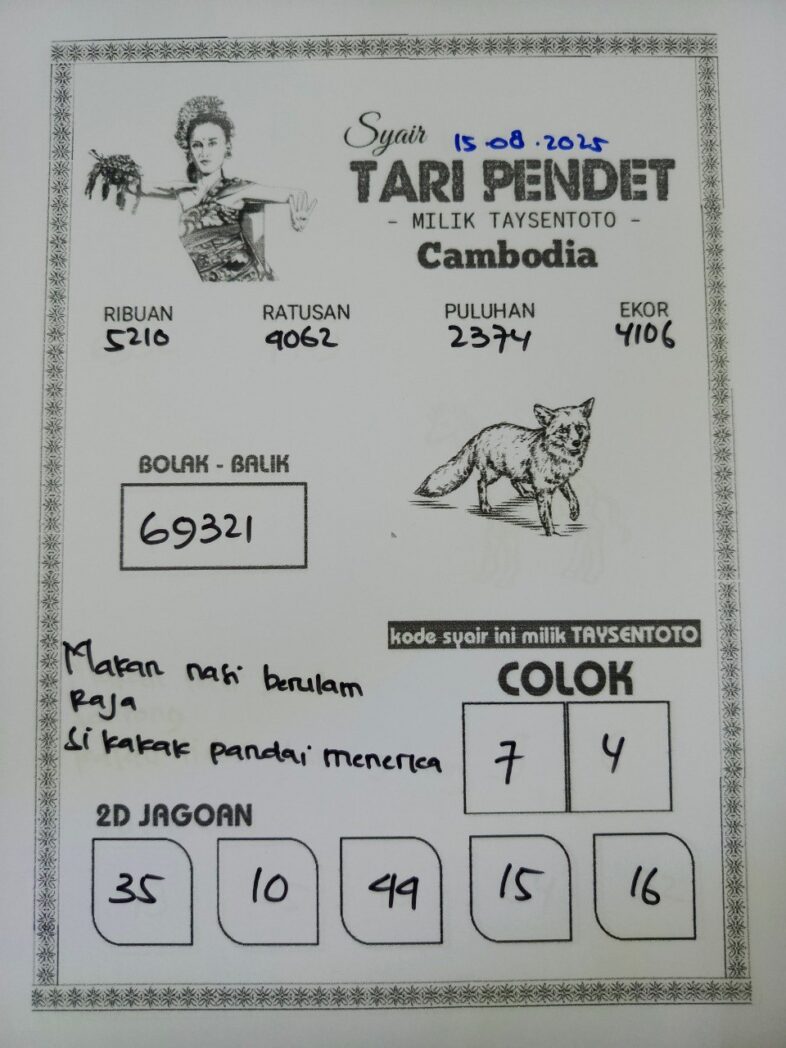 Syair 15-08-2025
TARI PENDET
- MILIK TAYSENTOTO -
Cambodia
RIBUAN RATUSAN PULUHAN EKOR
5210 9062 2374 4106
BOLAK - BALIK
69321
kode syair ini milik TAYSENTOTO
Makan nasi berulam
Raja
Si kakak pandai menerka
COLOK
7 4
2D JAGOAN
35 10 49 15 16